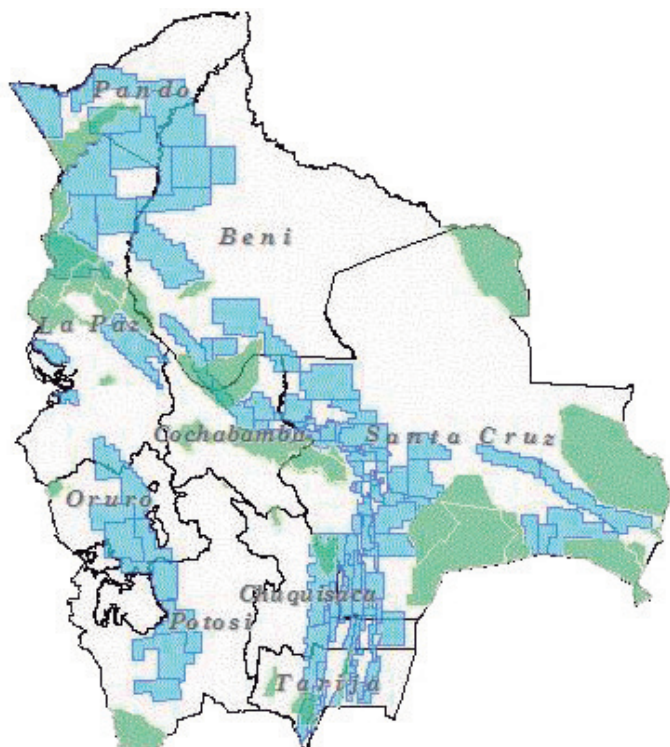 Pando
Beni
La Paz
Cochabamba
Santa Cruz
Oruro
Chuquisaca
Potosi
Tarija